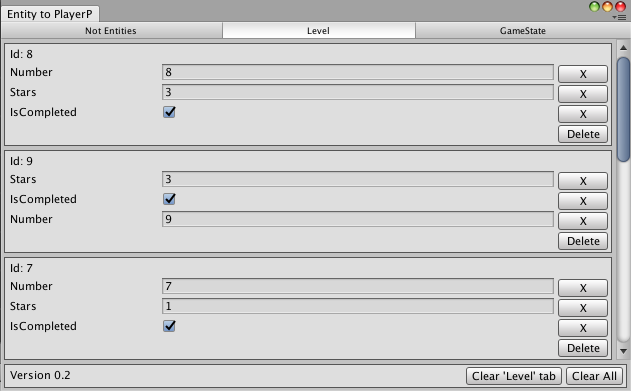 Entity to PlayerP
Not Entities Level GameState
Id: 8
Number 8 X
Stars 3 X
IsCompleted X
Delete
Id: 9
Stars 3 X
IsCompleted X
Number 9 X
Delete
Id: 7
Number 7 X
Stars 1 X
IsCompleted X
Delete
Version 0.2 Clear 'Level' tab Clear All